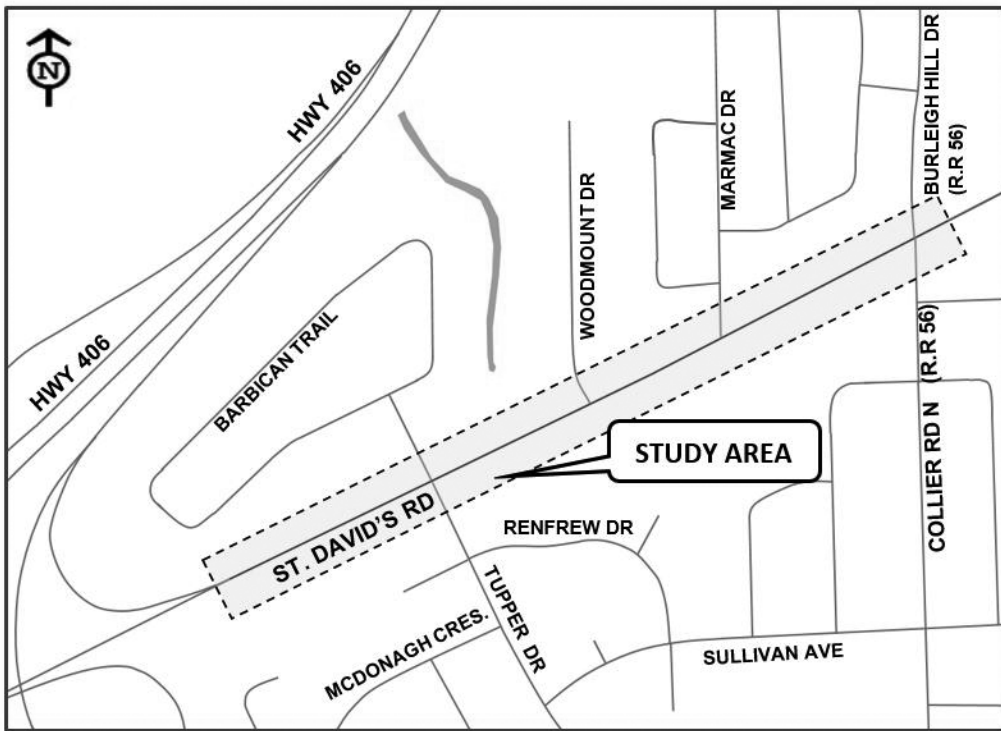 N
HWY 406
BURLEIGH HILL DR
(R.R 56)
MARMAC DR
WOODMOUNT DR
HWY 406
BARBICAN TRAIL
(R.R 56)
COLLIER RD N
STUDY AREA
ST. DAVID'S RD
RENFREW DR
TUPPER DR
MCDONAGH CRES.
SULLIVAN AVE